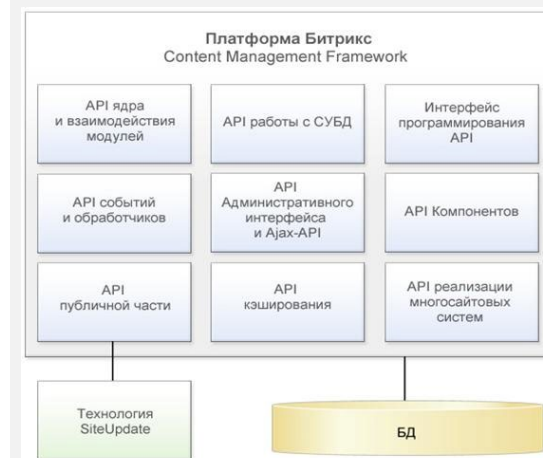 Платформа Битрикс
Content Management Framework
API ядра
и взаимодействия
модулей
API работы с СУБД
Интерфейс
программирования
API
API событий
и обработчиков
API
Административного
интерфейса
и Ajax-API
API Компонентов
API
публичной части
API
кэширования
API реализации
многосайтовых
систем
Технология
SiteUpdate
БД